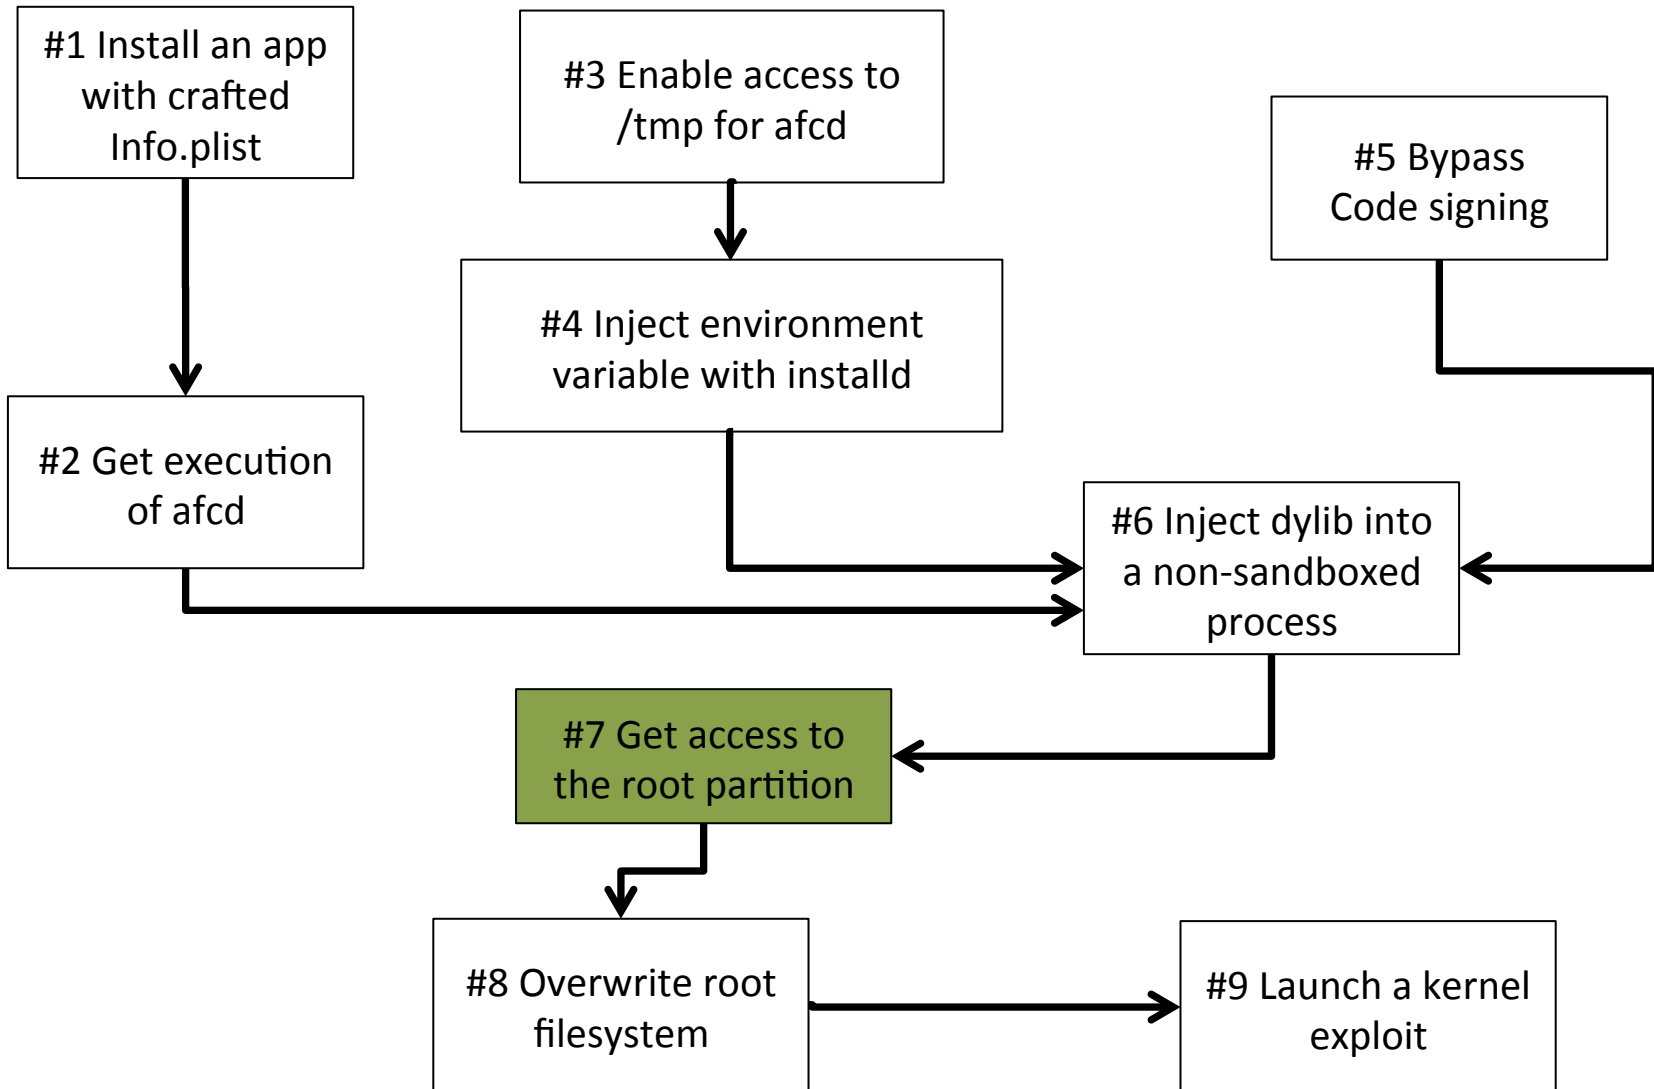 #1 Install an app
with crafted
Info.plist
#2 Get execution
of afcd
#3 Enable access to
/tmp for afcd
#4 Inject environment
variable with installd
#5 Bypass
Code signing
#6 Inject dylib into
a non-sandboxed
process
#7 Get access to
the root partition
#8 Overwrite root
filesystem
#9 Launch a kernel
exploit